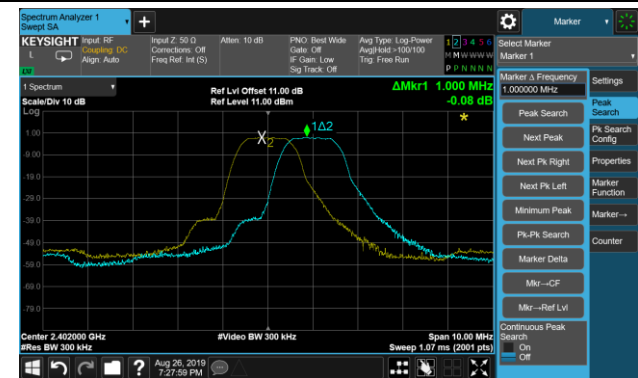 Spectrum Analyzer 1
Swept SA
Marker
KEYSIGHT Input: RF Input Z: 50 Ω Atten: 10 dB PNO: Best Wide Avg Type: Log-Power 1 2 3 4 5 6
Coupling: DC Corrections: Off Gate: Off Avg|Hold >100/100 M M W W W W
Align: Auto Freq Ref: Int (S) IF Gain: Low Trig: Free Run
Sig Track: Off P P N N N N
L
LXI
Select Marker
Marker 1
1 Spectrum
Scale/Div 10 dB
Ref Lvl Offset 11.00 dB
Ref Level 11.00 dBm
ΔMkr1 1.000 MHz
-0.08 dB
Log
1.00
-9.00
-19.0
-29.0
-39.0
-49.0
-59.0
-69.0
-79.0
X2
1Δ2
*
Center 2.402000 GHz
#Res BW 300 kHz
#Video BW 300 kHz
Span 10.00 MHz
Sweep 1.07 ms (2001 pts)
Marker Δ Frequency
1.000000 MHz
Peak Search
Next Peak
Next Pk Right
Next Pk Left
Minimum Peak
Pk-Pk Search
Marker Delta
Mkr→CF
Mkr→Ref Lvl
Continuous Peak
Search
On
Off
Settings
Peak
Search
Pk Search
Config
Properties
Marker
Function
Marker→
Counter
?
Aug 26, 2019
7:27:59 PM